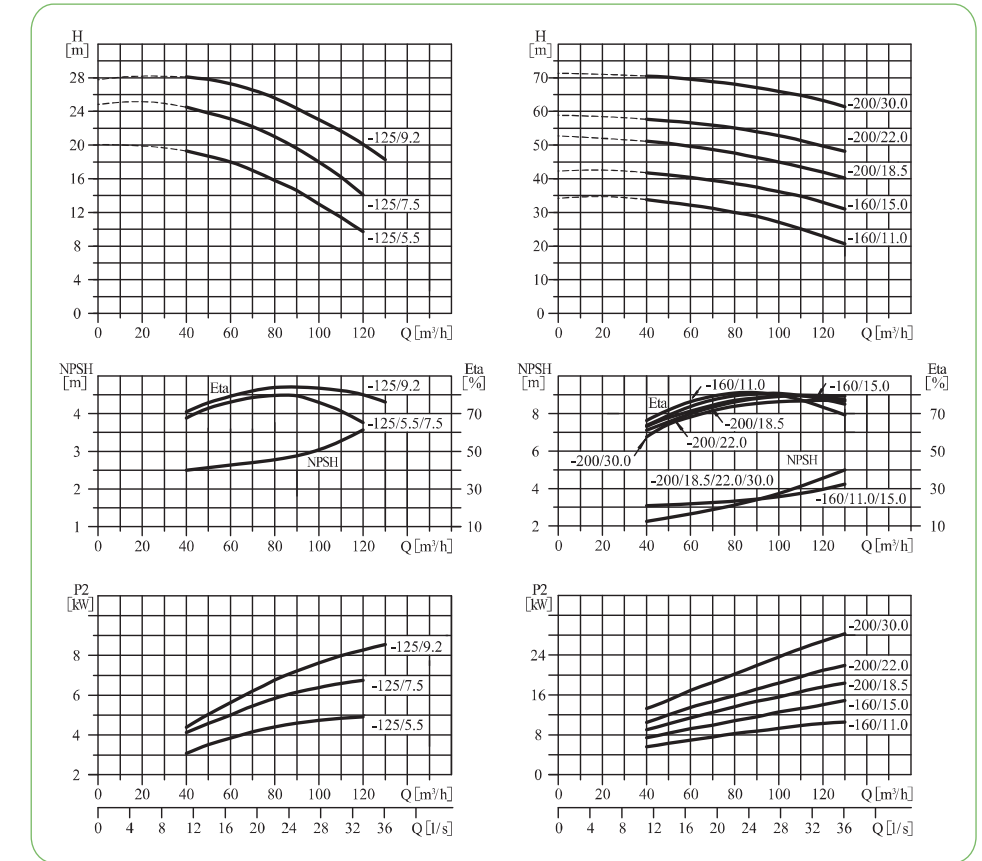 H
[m]
28
24
20
16
12
8
4
0
0 20 40 60 80 100 120 Q[m³/h]
-125/9.2
-125/7.5
-125/5.5
H
[m]
70
60
50
40
30
20
10
0
0 20 40 60 80 100 120 Q[m³/h]
-200/30.0
-200/22.0
-200/18.5
-160/15.0
-160/11.0
NPSH
[m]
4
3
2
1
Eta
[%]
70
50
30
10
Eta
-125/9.2
-125/5.5/7.5
NPSH
0 20 40 60 80 100 120 Q[m³/h]
NPSH
[m]
8
6
4
2
Eta
[%]
70
50
30
10
Eta
-160/11.0
-160/15.0
-200/18.5
-200/22.0
-200/30.0
NPSH
-200/18.5/22.0/30.0
-160/11.0/15.0
0 20 40 60 80 100 120 Q[m³/h]
P2
[kW]
8
6
4
2
-125/9.2
-125/7.5
-125/5.5
0 20 40 60 80 100 120 Q[m³/h]
0 4 8 12 16 20 24 28 32 36 Q[l/s]
P2
[kW]
24
16
8
0
-200/30.0
-200/22.0
-200/18.5
-160/15.0
-160/11.0
0 20 40 60 80 100 120 Q[m³/h]
0 4 8 12 16 20 24 28 32 36 Q[l/s]